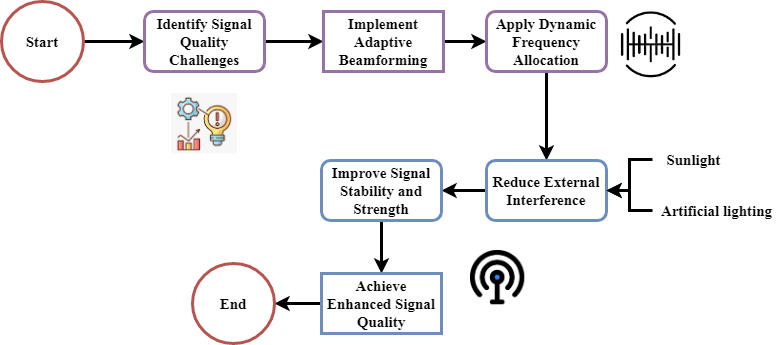 Start
Identify Signal
Quality
Challenges
Implement
Adaptive
Beamforming
Apply Dynamic
Frequency
Allocation
Sunlight
Reduce External
Interference
Artificial lighting
Improve Signal
Stability and
Strength
Achieve
Enhanced Signal
Quality
End